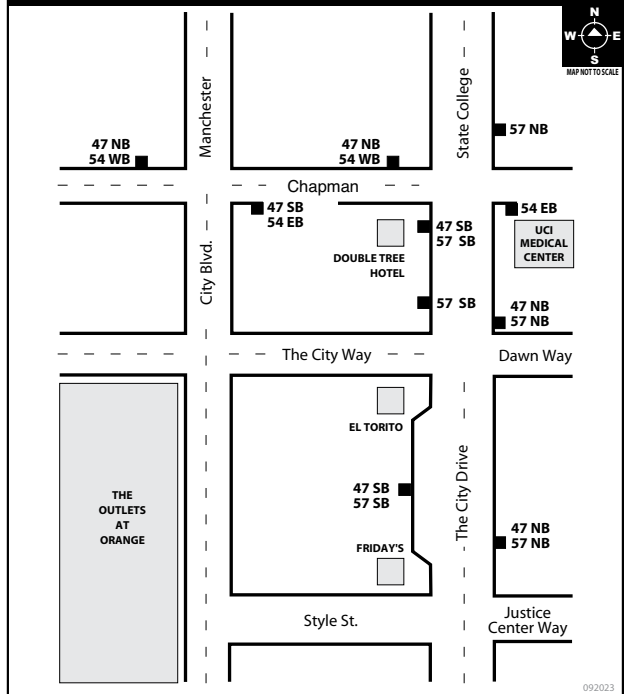 N
W E
S
MAP NOT TO SCALE
Manchester
State College
57 NB
47 NB
54 WB
47 NB
54 WB
Chapman
47 SB
54 EB
47 SB
57 SB
54 EB
UCI
MEDICAL
CENTER
DOUBLE TREE
HOTEL
City Blvd.
57 SB
47 NB
57 NB
The City Way
Dawn Way
EL TORITO
THE
OUTLETS
AT
ORANGE
47 SB
57 SB
The City Drive
47 NB
57 NB
FRIDAY'S
Style St.
Justice
Center Way
092023